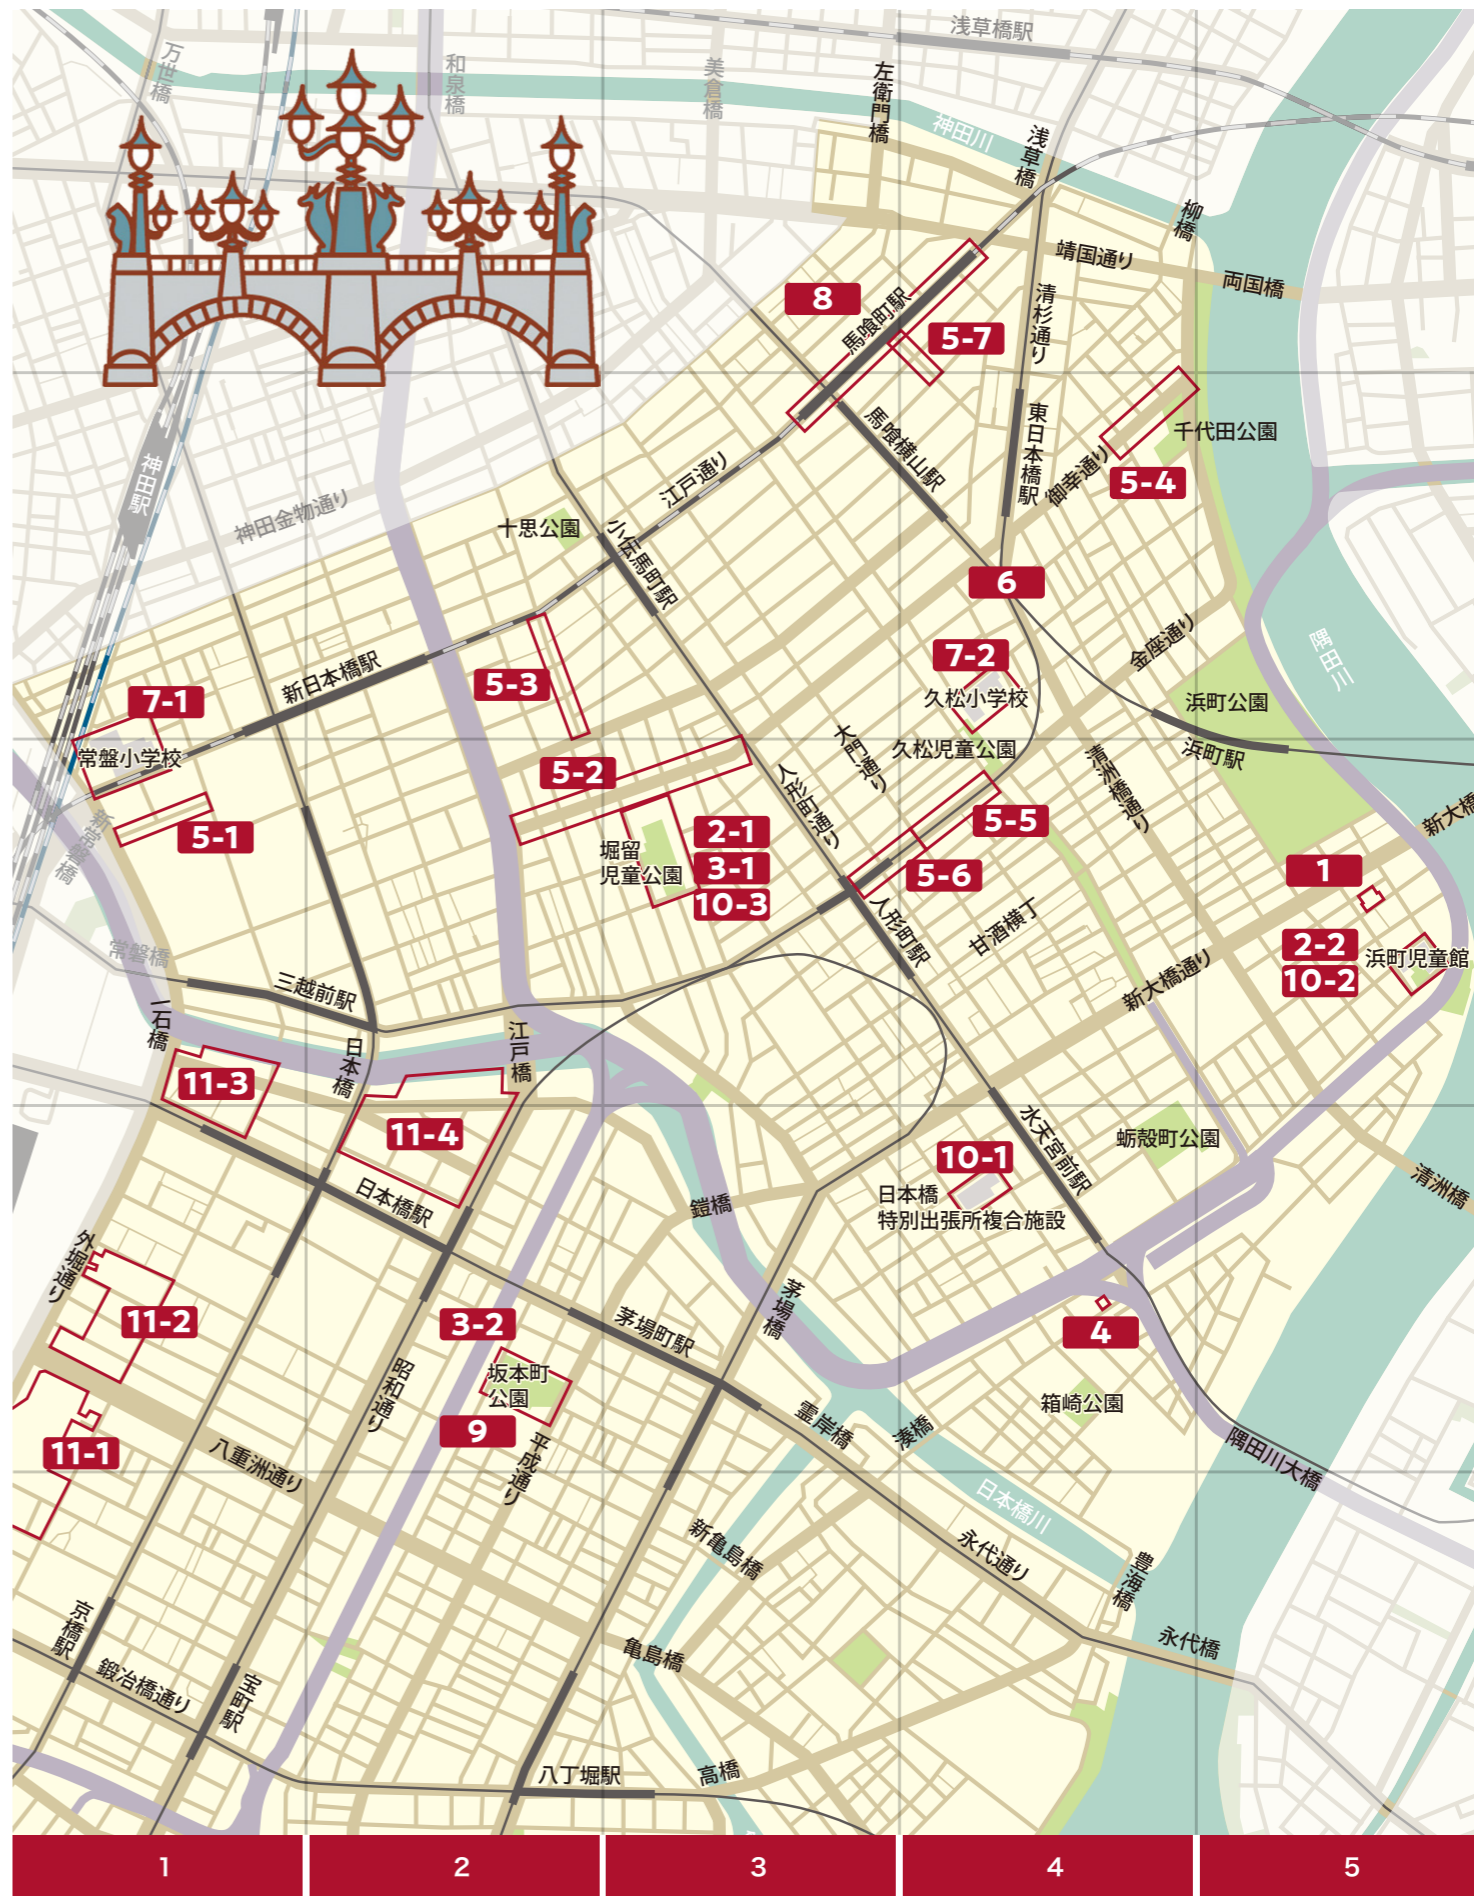 浅草橋駅
万世橋
和泉橋
美倉橋
左衛門橋
神田川
浅草橋
柳橋
靖国通り
両国橋
清杉通り
8
馬喰町駅
5-7
馬喰横山駅
東日本橋駅
御幸通り
千代田公園
5-4
神田駅
神田金物通り
江戸通り
十思公園
小伝馬町駅
6
金座通り
隅田川
新日本橋駅
7-1
常盤小学校
5-3
7-2
久松小学校
久松児童公園
浜町公園
浜町駅
5-1
5-2
大門通り
人形町通り
清洲橋通り
新大橋
新常盤橋
堀留
児童公園
2-1
3-1
10-3
5-5
5-6
1
人形町駅
甘酒横丁
新大橋通り
2-2
10-2
浜町児童館
常磐橋
三越前駅
一石橋
日本橋
江戸橋
11-3
11-4
水天宮前駅
蛎殻町公園
10-1
日本橋
特別出張所複合施設
清洲橋
日本橋駅
鎧橋
外堀通り
11-2
3-2
坂本町
公園
9
茅場町駅
茅場橋
4
箱崎公園
昭和通り
平成通り
霊岸橋
湊橋
隅田川大橋
11-1
八重洲通り
日本橋川
新亀島橋
永代通り
豊海橋
永代橋
京橋駅
鍛冶橋通り
宝町駅
亀島橋
八丁堀駅
高橋
1
2
3
4
5